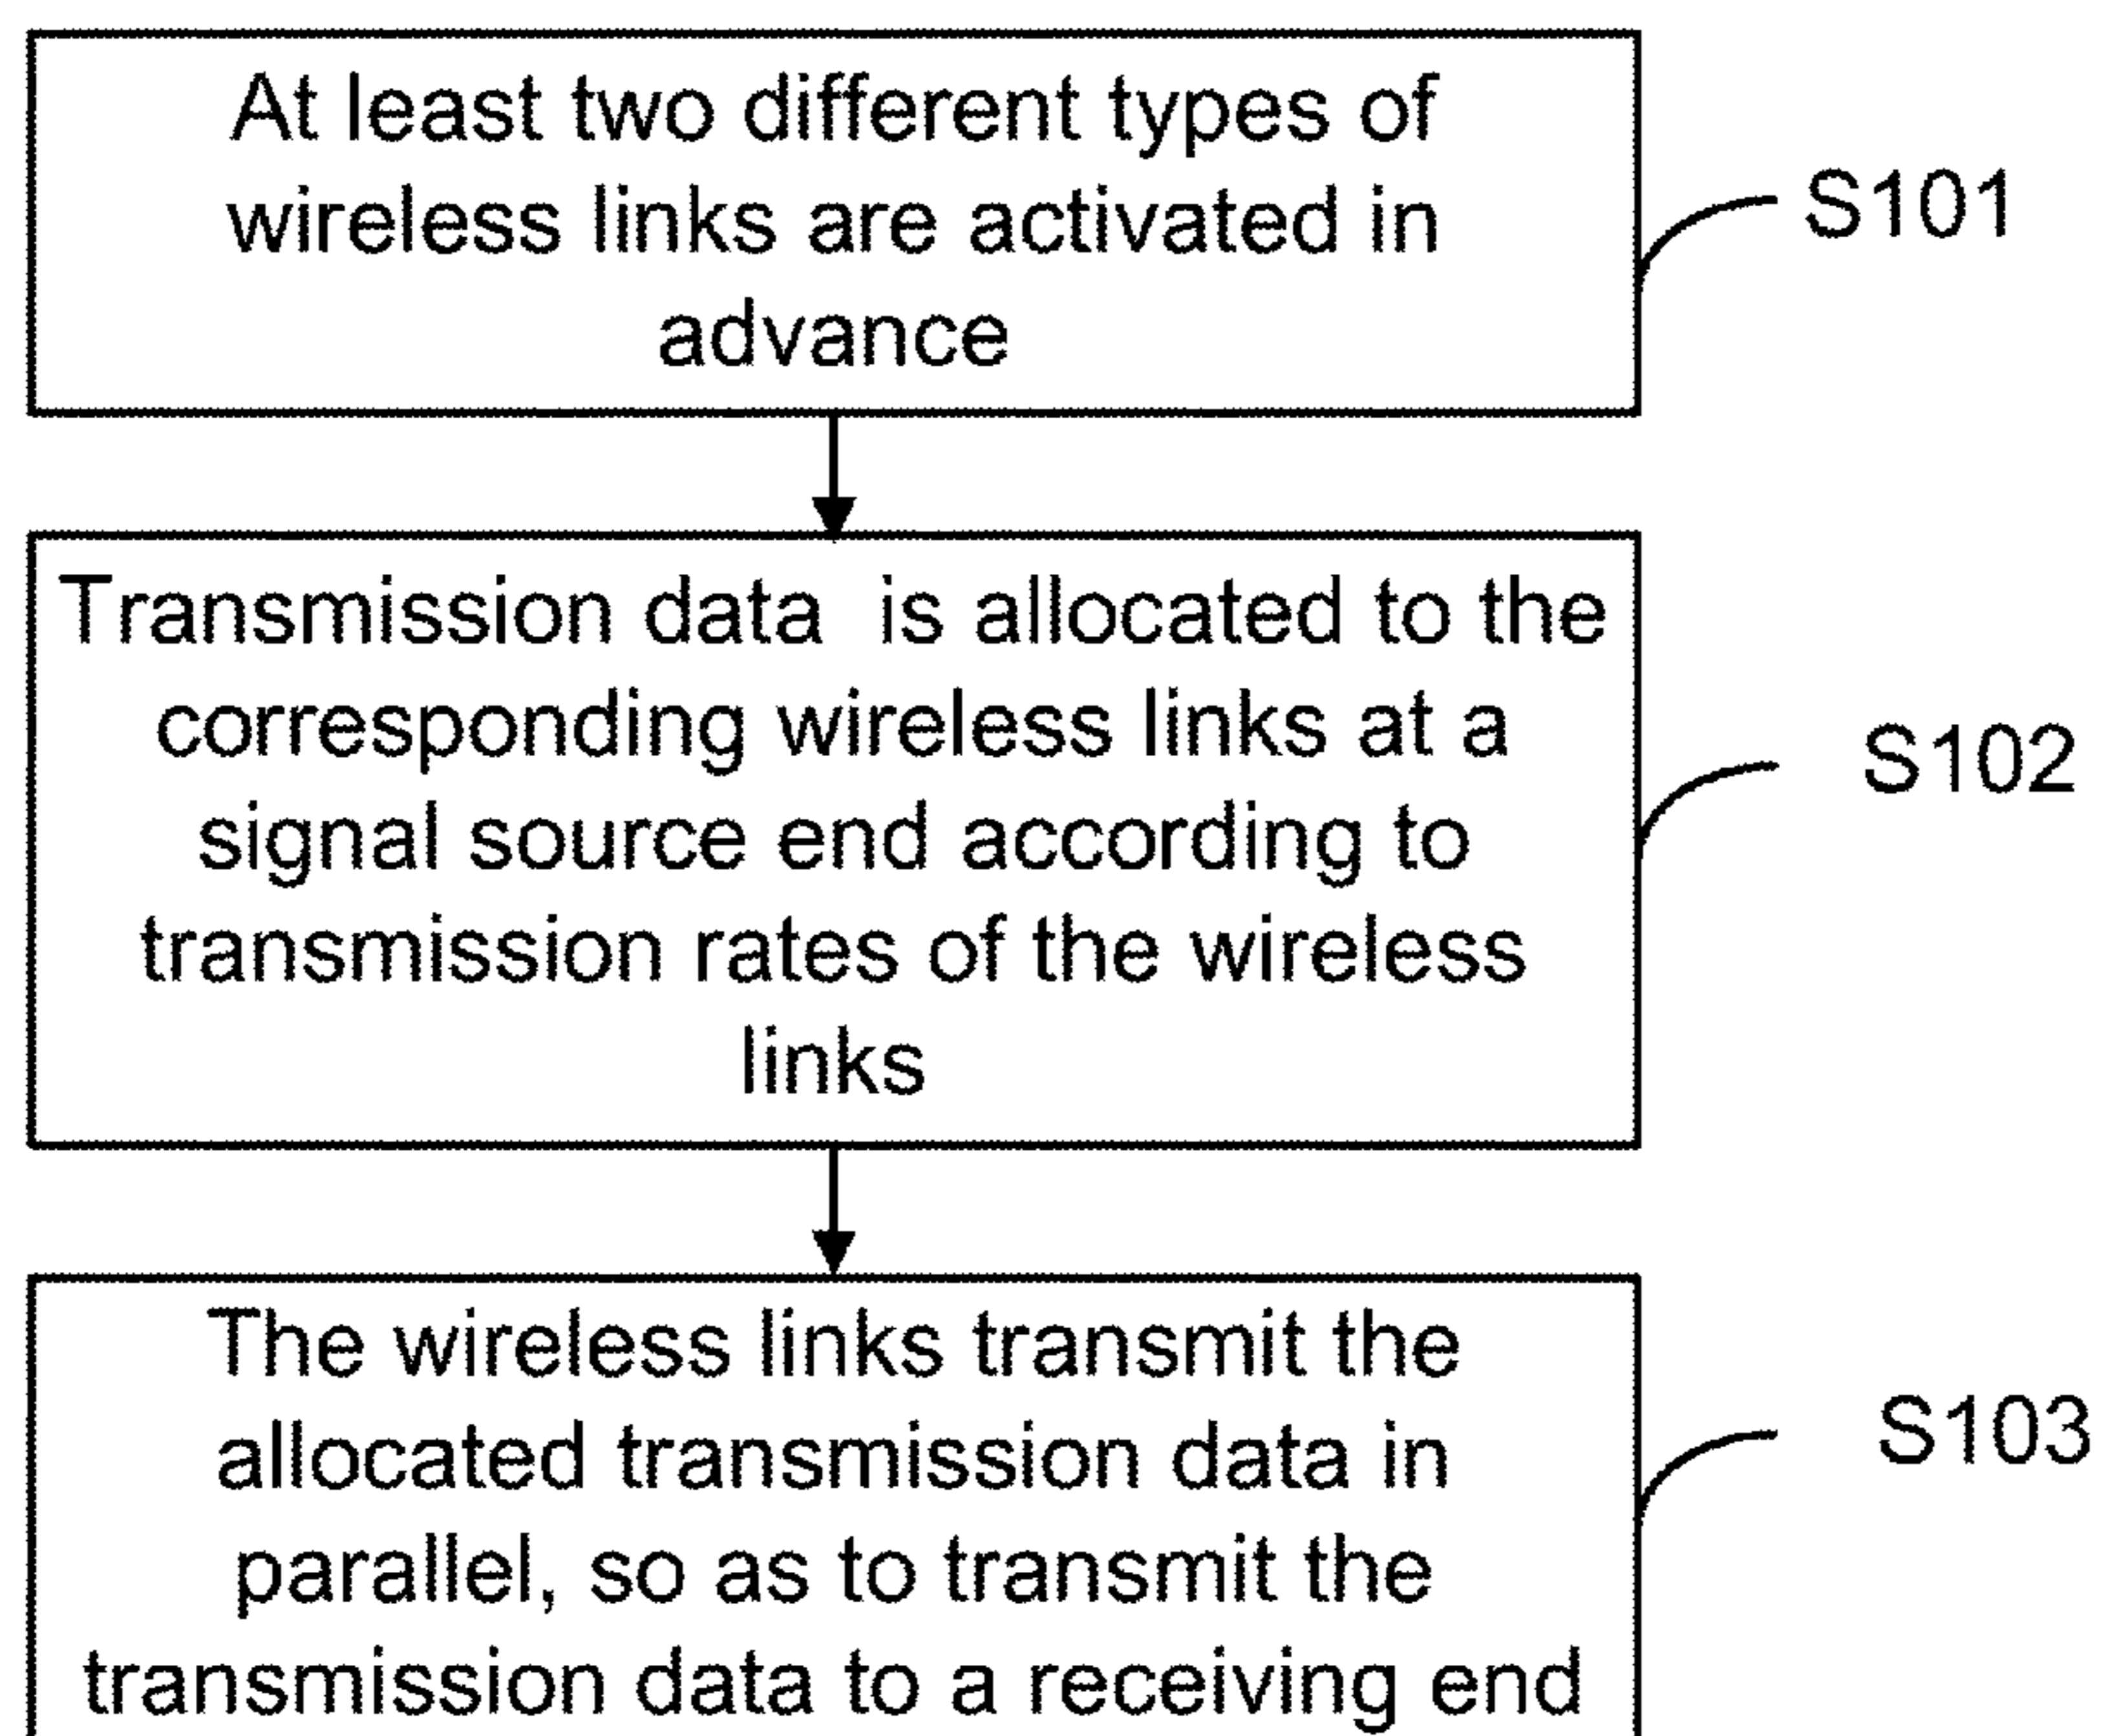 At least two different types of
wireless links are activated in
advance
S101
Transmission data is allocated to the
corresponding wireless links at a
signal source end according to
transmission rates of the wireless
links
S102
The wireless links transmit the
allocated transmission data in
parallel, so as to transmit the
transmission data to a receiving end
S103